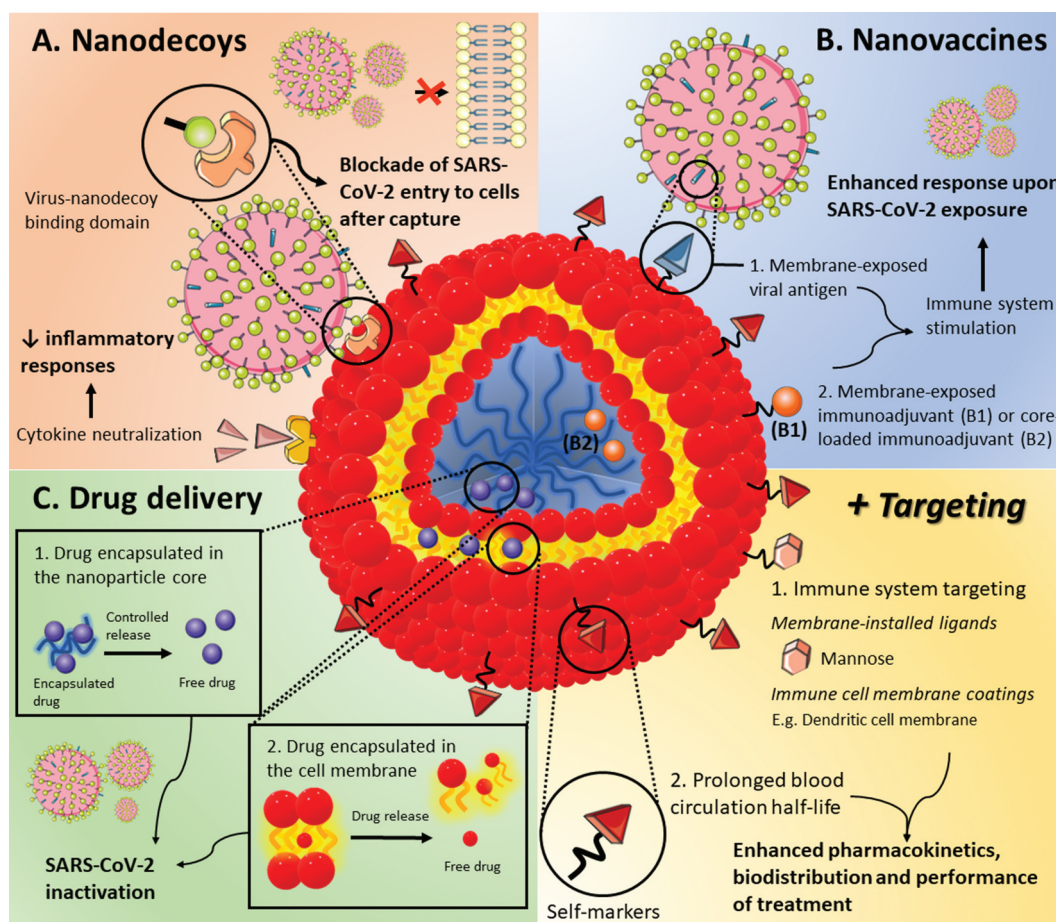 A. Nanodecoys
Virus-nanodecoy
binding domain
Blockade of SARS-
CoV-2 entry to cells
after capture
↓ inflammatory
responses
Cytokine neutralization
B. Nanovaccines
Enhanced response upon
SARS-CoV-2 exposure
1. Membrane-exposed
viral antigen
Immune system
stimulation
2. Membrane-exposed
immunoadjuvant (B1) or core-
loaded immunoadjuvant (B2)
(B1)
(B2)
C. Drug delivery
1. Drug encapsulated in
the nanoparticle core
Controlled
release
Encapsulated
drug
Free drug
2. Drug encapsulated in
the cell membrane
Drug release
Free drug
SARS-CoV-2
inactivation
+ Targeting
1. Immune system targeting
Membrane-installed ligands
Mannose
Immune cell membrane coatings
E.g. Dendritic cell membrane
2. Prolonged blood
circulation half-life
Self-markers
Enhanced pharmacokinetics,
biodistribution and performance
of treatment